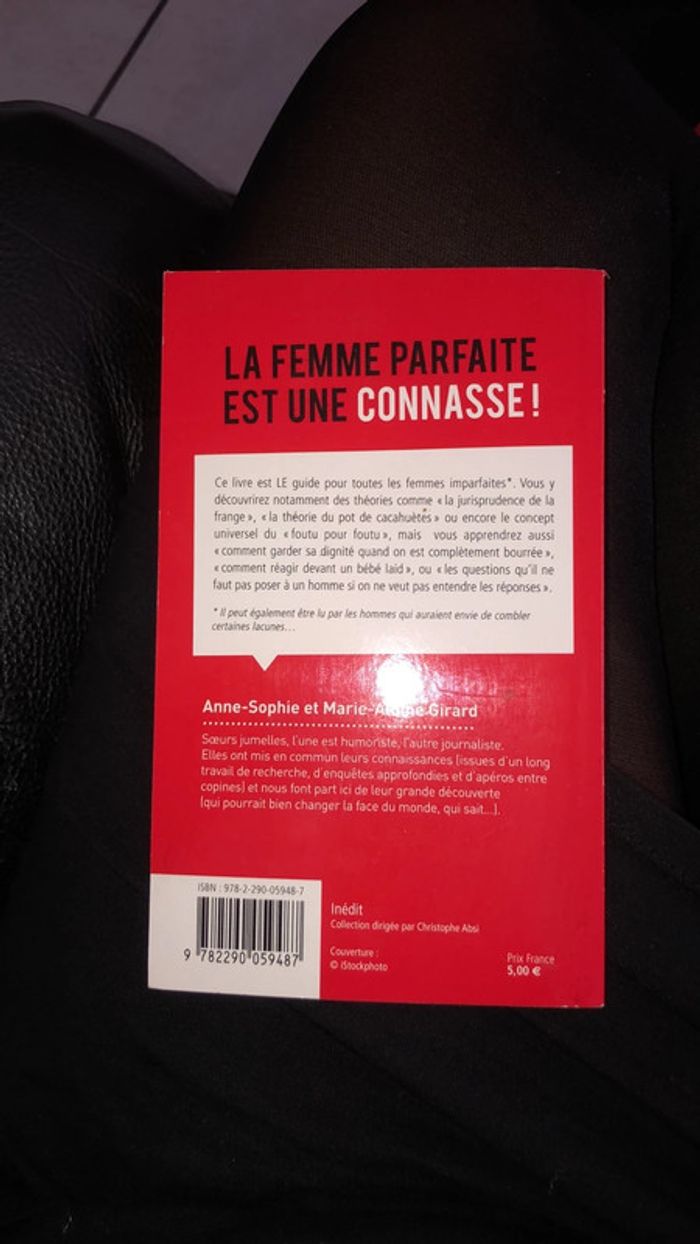 LA FEMME PARFAITE
EST UNE CONNASSE !
Ce livre est LE guide pour toutes les femmes imparfaites*. Vous y
découvrirez notamment des théories comme « la jurisprudence de la
frange », « la théorie du pot de cacahuètes » ou encore le concept
universel du « foutu pour foutu », mais vous apprendrez aussi
« comment garder sa dignité quand on est complètement bourrée »,
« comment réagir devant un bébé laid », ou « les questions qu'il ne
faut pas poser à un homme si on ne veut pas entendre les réponses ».
* Il peut également être lu par les hommes qui auraient envie de combler
certaines lacunes...
Anne-Sophie et Girard
Sœurs jumelles, l'une est humoriste, l'autre journaliste.
Elles ont mis en commun leurs connaissances (issues d'un long
travail de recherche, d'enquêtes approfondies et d'apéros entre
copines) et nous font part ici de leur grande découverte
(qui pourrait bien changer la face du monde, qui sait...).
ISBN : 978-2-290-05948-7
9 782290 059487
Inédit
Collection dirigée par Christophe Absi
Couverture :
© iStockphoto
Prix France
5,00 €